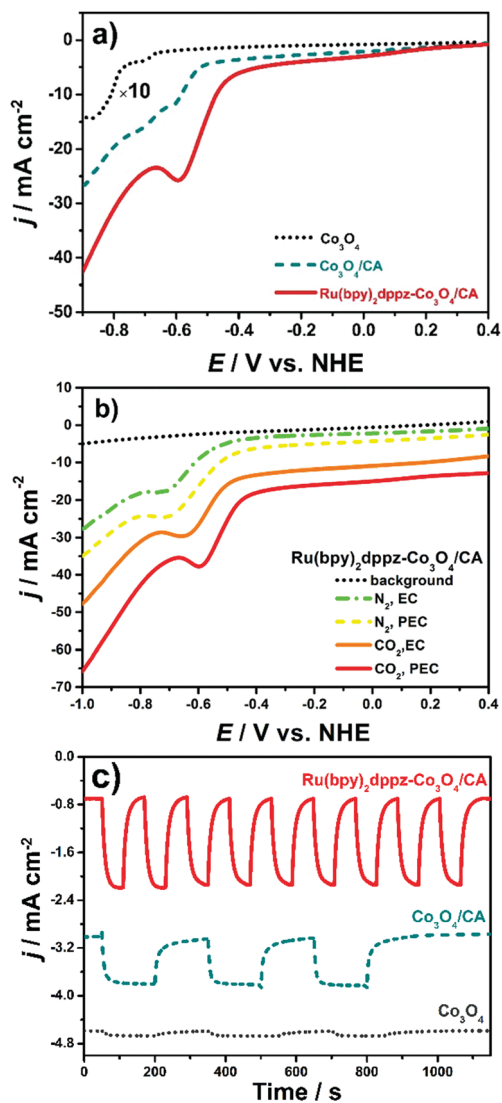 a)
0
-10
-20
-30
-40
-50
j / mA cm-2
×10
Co3O4
Co3O4/CA
Ru(bpy)2dppz-Co3O4/CA
-0.8 -0.6 -0.4 -0.2 0.0 0.2 0.4
E / V vs. NHE
b)
10
0
-10
-20
-30
-40
-50
-60
-70
j / mA cm-2
Ru(bpy)2dppz-Co3O4/CA
background
N2, EC
N2, PEC
CO2,EC
CO2, PEC
-1.0 -0.8 -0.6 -0.4 -0.2 0.0 0.2 0.4
E / V vs. NHE
c)
0.0
-0.8
-1.6
-2.4
-3.2
-4.0
-4.8
j / mA cm-2
Ru(bpy)2dppz-Co3O4/CA
Co3O4/CA
Co3O4
0 200 400 600 800 1000
Time / s